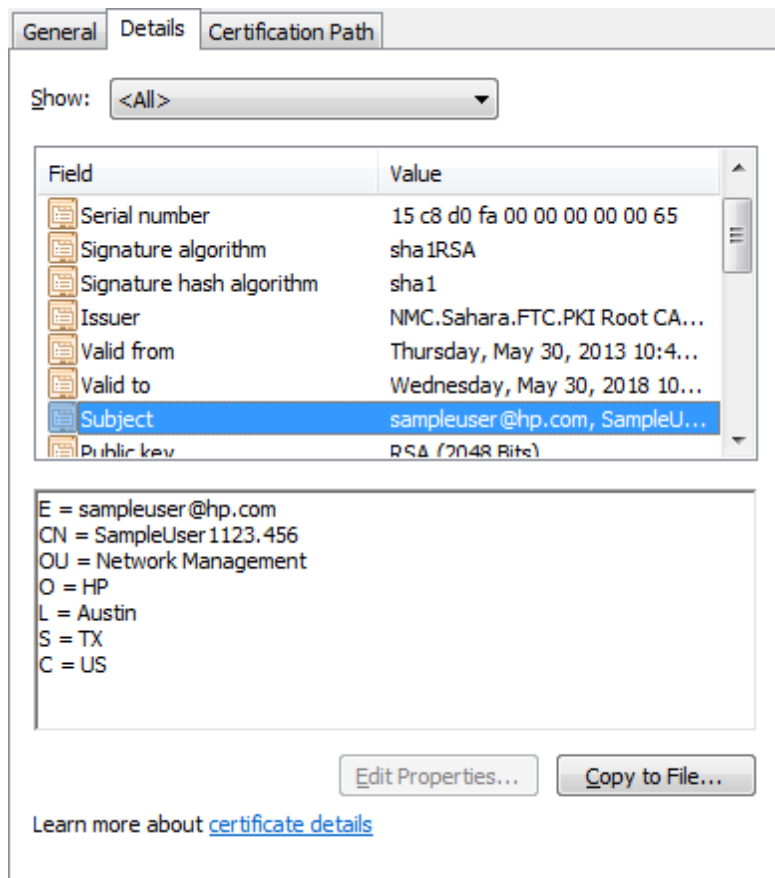 General Details Certification Path
Show: <All>
Field Value
Serial number 15 c8 d0 fa 00 00 00 00 00 65
Signature algorithm sha1RSA
Signature hash algorithm sha1
Issuer NMC.Sahara.FTC.PKI Root CA...
Valid from Thursday, May 30, 2013 10:4...
Valid to Wednesday, May 30, 2018 10...
Subject sampleuser@hp.com, SampleU...
Public key RSA (2048 Bits)
E = sampleuser@hp.com
CN = SampleUser1123.456
OU = Network Management
O = HP
L = Austin
S = TX
C = US
Edit Properties... Copy to File...
Learn more about certificate details